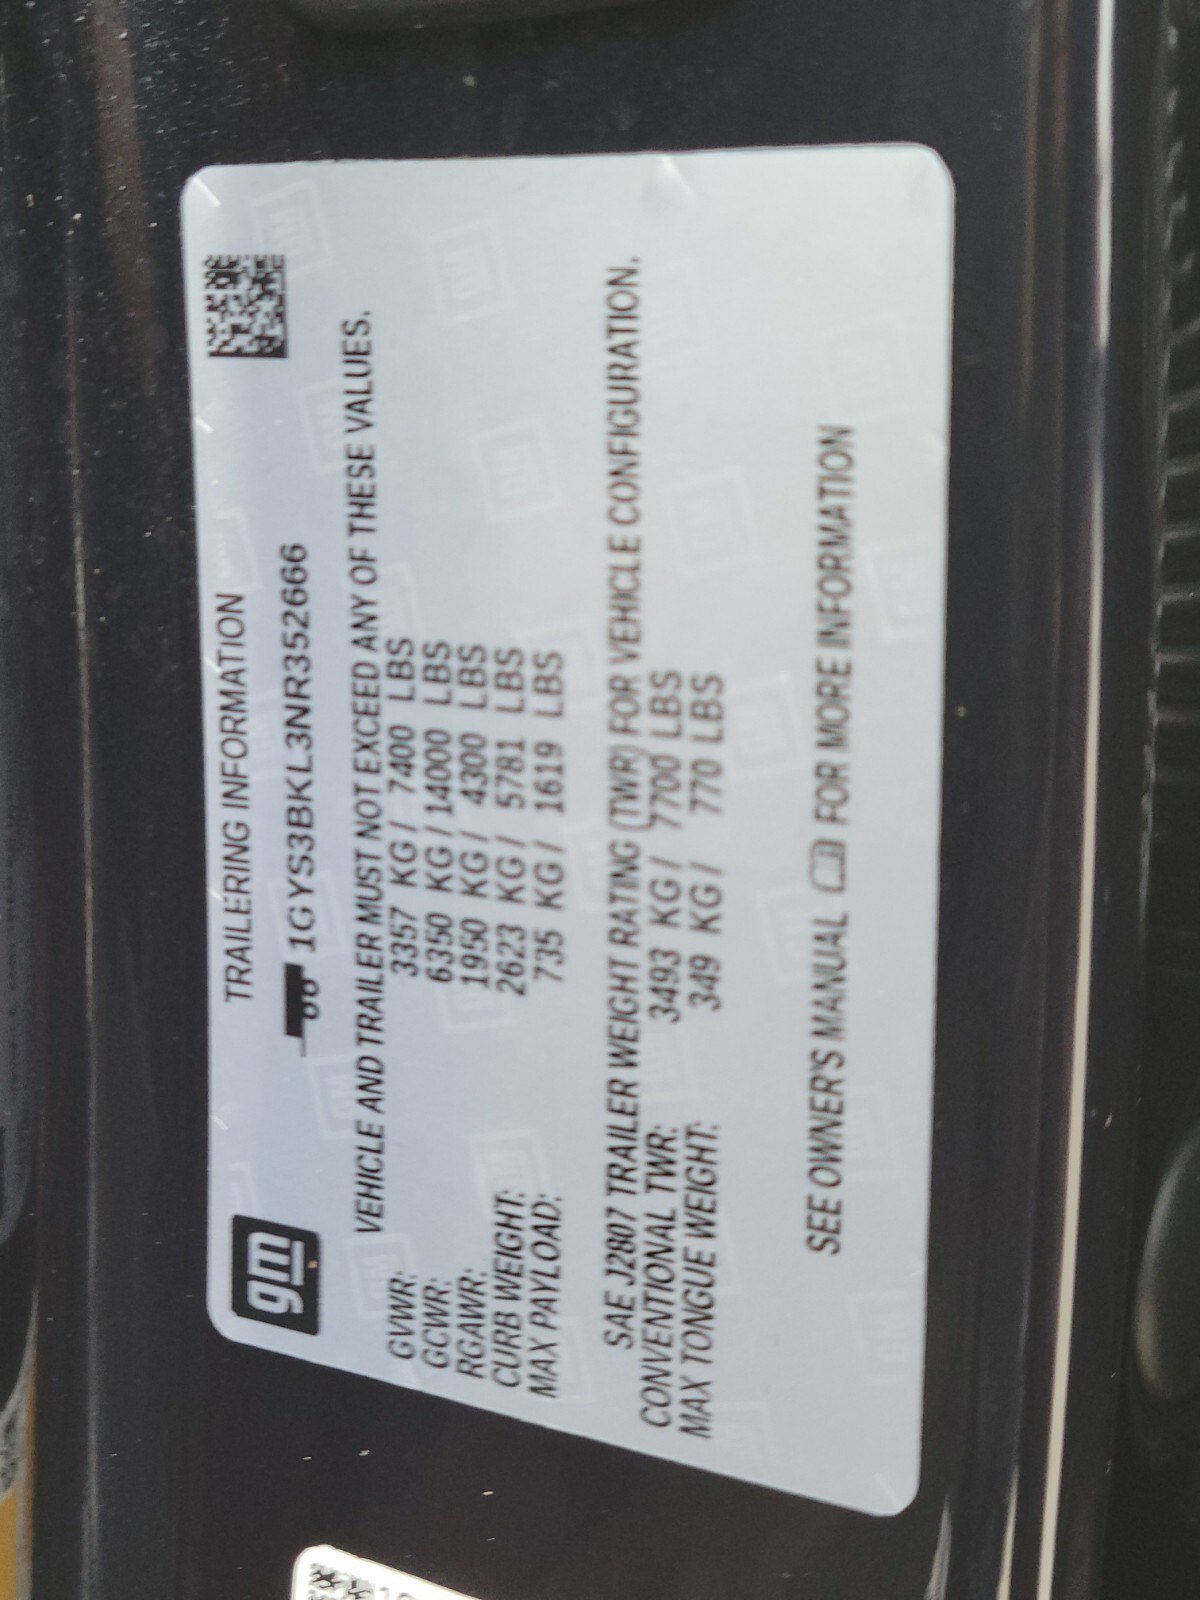 gm
TRAILERING INFORMATION
1GYS3BKL3NR352666
VEHICLE AND TRAILER MUST NOT EXCEED ANY OF THESE VALUES.
GVWR: 3357 KG / 7400 LBS
GCWR: 6350 KG / 14000 LBS
RGAWR: 1950 KG / 4300 LBS
CURB WEIGHT: 2623 KG / 5781 LBS
MAX PAYLOAD: 735 KG / 1619 LBS
SAE J2807 TRAILER WEIGHT RATING (TWR) FOR VEHICLE CONFIGURATION.
CONVENTIONAL TWR: 3493 KG / 7700 LBS
MAX TONGUE WEIGHT: 349 KG / 770 LBS
SEE OWNER'S MANUAL FOR MORE INFORMATION